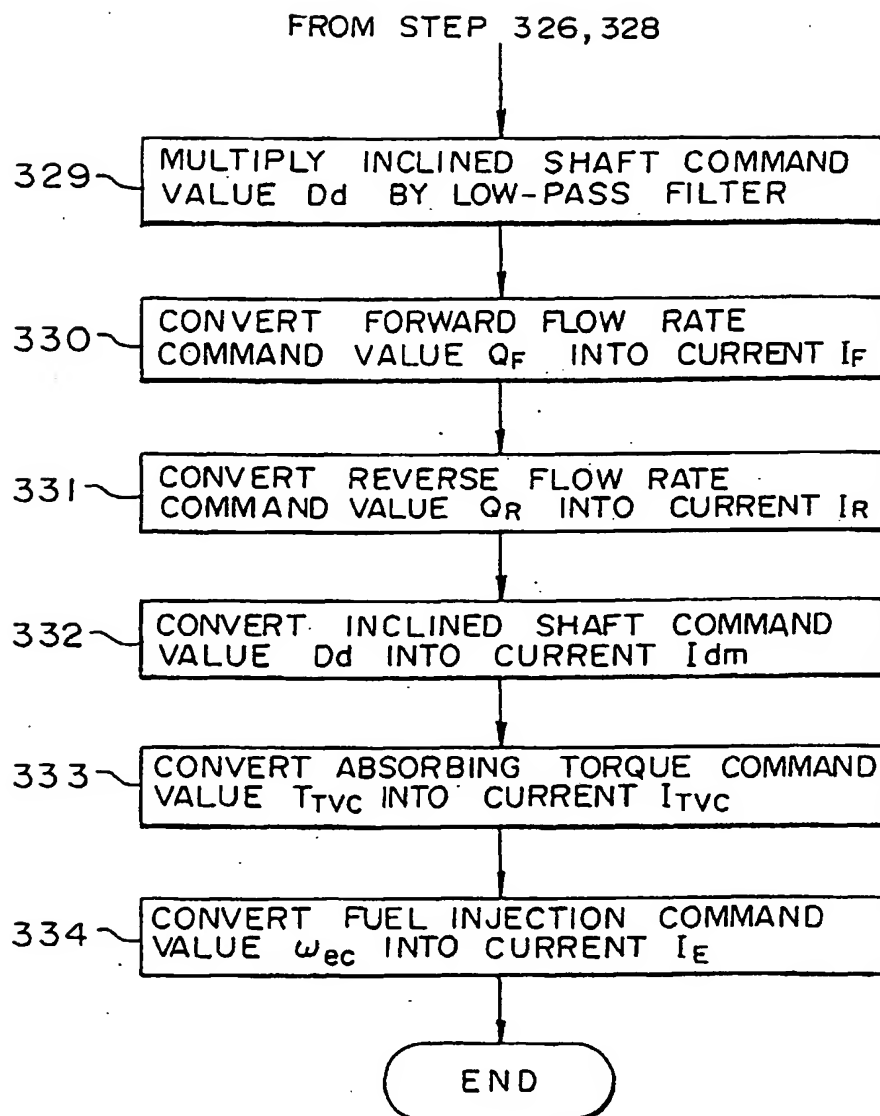 FROM STEP 326, 328
329
MULTIPLY INCLINED SHAFT COMMAND
VALUE Dd BY LOW-PASS FILTER
330
CONVERT FORWARD FLOW RATE
COMMAND VALUE QF INTO CURRENT IF
331
CONVERT REVERSE FLOW RATE
COMMAND VALUE QR INTO CURRENT IR
332
CONVERT INCLINED SHAFT COMMAND
VALUE Dd INTO CURRENT Idm
333
CONVERT ABSORBING TORQUE COMMAND
VALUE TTVC INTO CURRENT ITVC
334
CONVERT FUEL INJECTION COMMAND
VALUE ωec INTO CURRENT IE
END